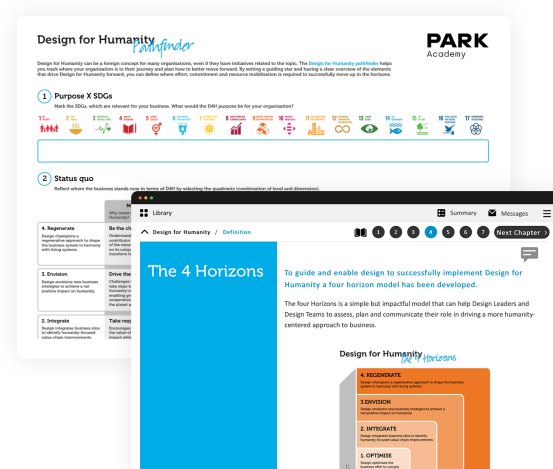 Design for Humanity
Pathfinder
PARK
Academy
Design for Humanity can be a foreign concept for many organisations, even if they have initiatives related to the topic. The Design for Humanity pathfinder helps
you track where your organisation is in their journey and plan how to better move forward. By setting a guiding star and having a clear overview of the elements
that drive Design for Humanity forward, you can define where effort, commitment and resource mobilisation is required to successfully move up in the horizons.
1 Purpose X SDGs
Mark the SDGs, which are relevant for your business. What would the D4H purpose be for your organization?
2 Status quo
Reflect where the business stands now in terms of D4H by selecting the quadrants (combination of level and dimension).
4. Regenerate
Design champions a
regenerative approach to shape
the business system in harmony
with living systems.
3. Envision
Design envisions new business
strategies to achieve a net
positive impact on humanity.
2. Integrate
Design integrates business silos
to identify humanity-focused
value-chain improvements.
Library
Summary
Messages
Design for Humanity / Definition
1 2 3 4 5 6 7 Next Chapter >
The 4 Horizons
To guide and enable design to successfully implement Design for
Humanity a four horizon model has been developed.
The four Horizons is a simple but impactful model that can help Design Leaders and
Design Teams to assess, plan and communicate their role in driving a more humanity-
centered approach to business.
Design for Humanity
The 4 Horizons
4. REGENERATE
Design champions a regenerative approach to shape the business
system in harmony with living systems.
3.ENVISION
Design envisions new business strategies to achieve a
net positive impact on humanity.
2. INTEGRATE
Design integrates business silos to identify
humanity-focused value-chain improvements.
1. OPTIMISE
Design optimises the
business offer to comply